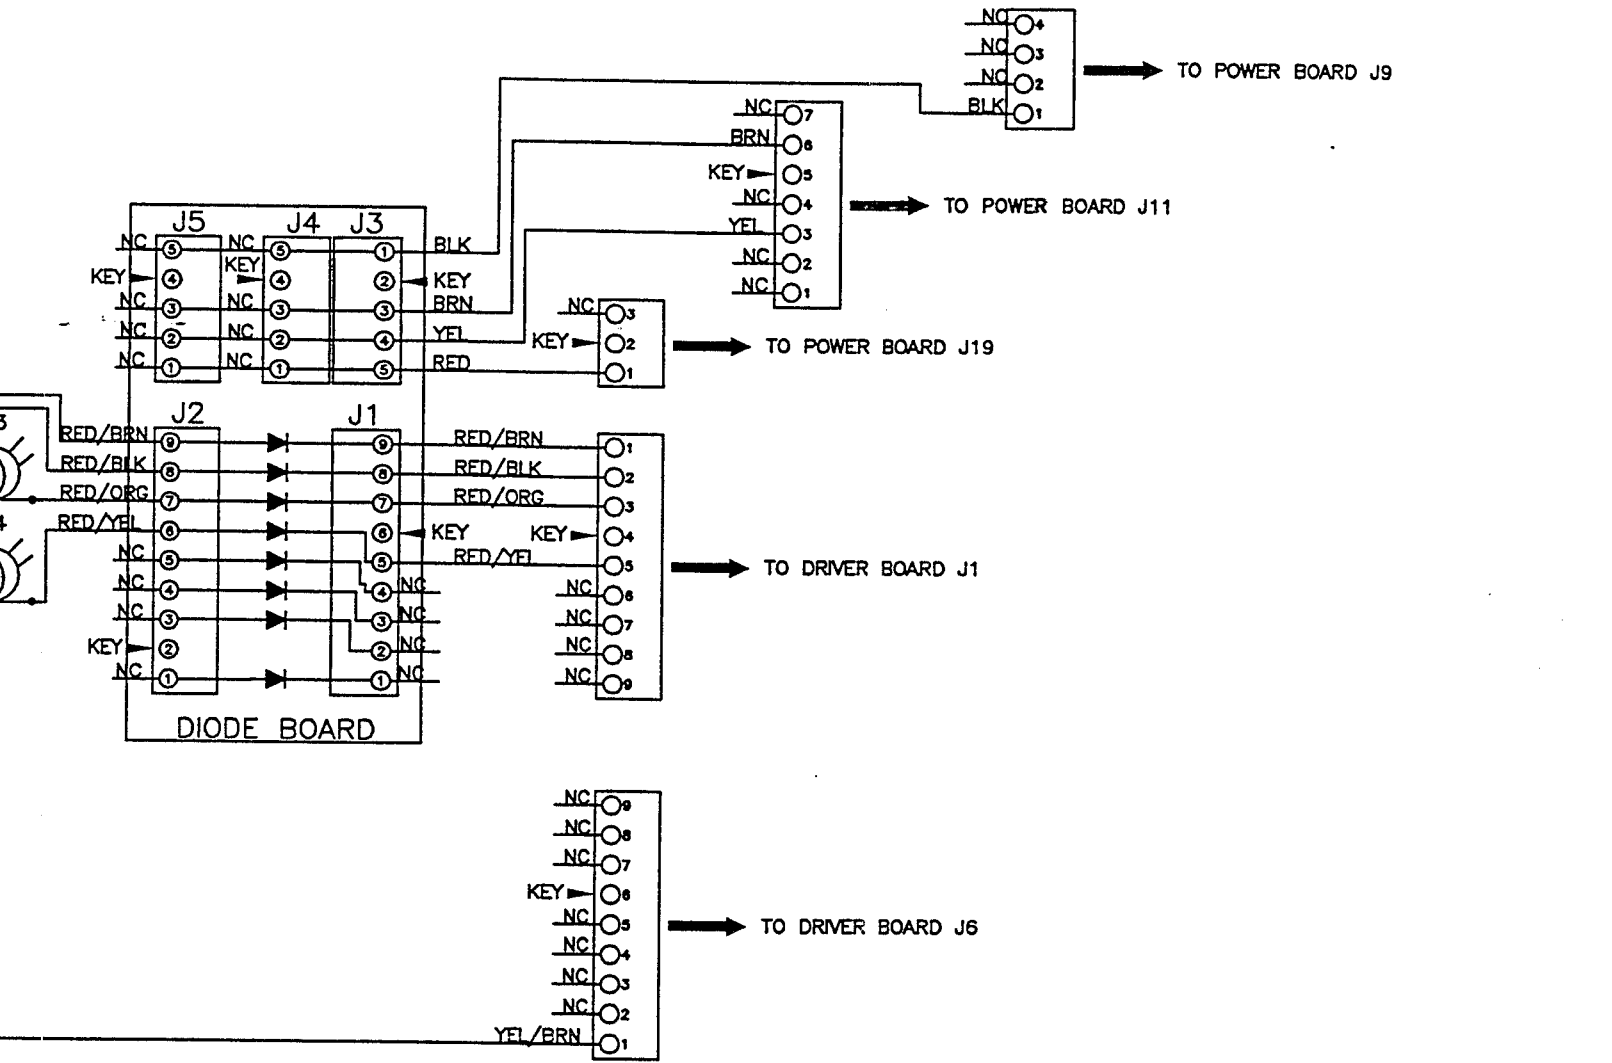 NC 4
NC 3
NC 2
BLK 1
TO POWER BOARD J9
NC 7
BRN 6
KEY 5
NC 4
YEL 3
NC 2
NC 1
TO POWER BOARD J11
J5 J4 J3
NC 5 NC 5 1 BLK
KEY 4 KEY 4 2 KEY
NC 3 NC 3 3 BRN
NC 2 NC 2 4 YEL
NC 1 NC 1 5 RED
NC 3
KEY 2
1
TO POWER BOARD J19
J2 J1
3
RED/BRN 9 9 RED/BRN 1
RED/BLK 8 8 RED/BLK 2
RED/ORG 7 7 RED/ORG 3
4
RED/YEL 6 6 KEY KEY 4
NC 5 5 RED/YEL 5
NC 4 4 NC NC 6
NC 3 3 NC NC 7
KEY 2 2 NC NC 8
NC 1 1 NC NC 9
TO DRIVER BOARD J1
DIODE BOARD
NC 9
NC 8
NC 7
KEY 6
NC 5
NC 4
NC 3
NC 2
YEL/BRN 1
TO DRIVER BOARD J6